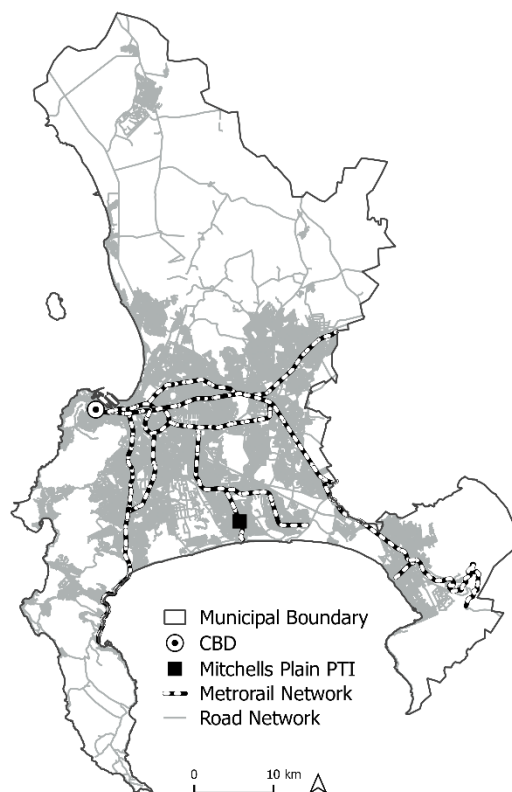 Municipal Boundary
CBD
Mitchells Plain PTI
Metrorail Network
Road Network
0 10 km